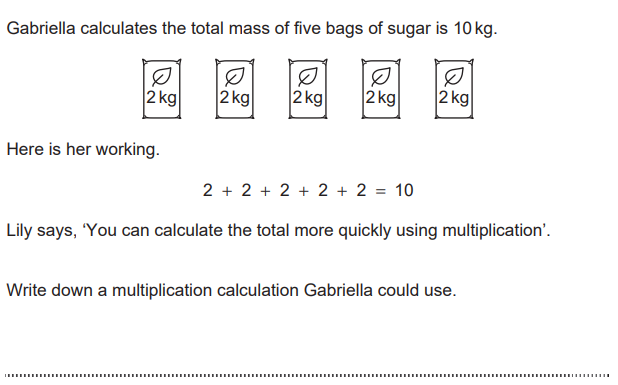 Gabriella calculates the total mass of five bags of sugar is 10 kg.
2 kg 2 kg 2 kg 2 kg 2 kg
Here is her working.
2 + 2 + 2 + 2 + 2 = 10
Lily says, ‘You can calculate the total more quickly using multiplication’.
Write down a multiplication calculation Gabriella could use.